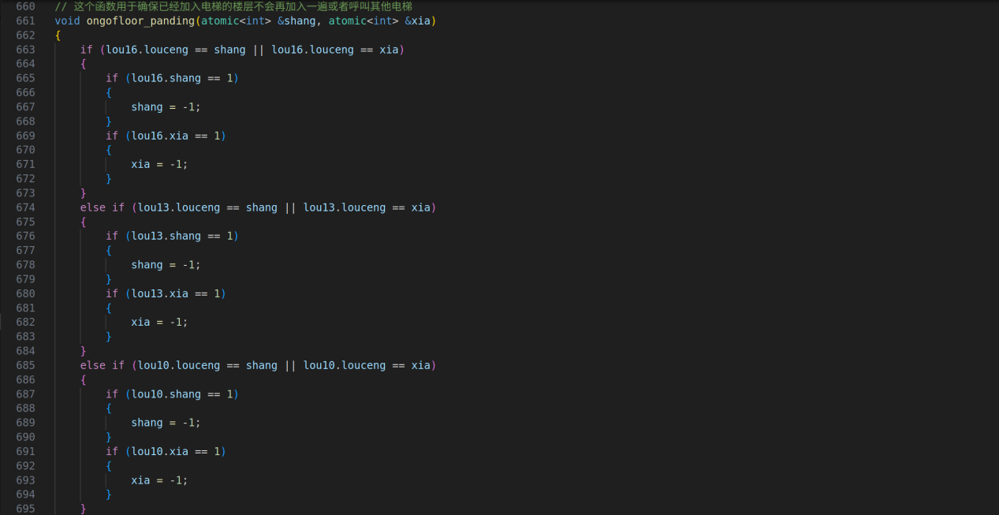 660 // 这个函数用于确保已经加入电梯的楼层不会再加入一遍或者呼叫其他电梯
661 void ongofloor_panding(atomic<int> &shang, atomic<int> &xia)
662 {
663     if (lou16.louceng == shang || lou16.louceng == xia)
664     {
665         if (lou16.shang == 1)
666         {
667             shang = -1;
668         }
669         if (lou16.xia == 1)
670         {
671             xia = -1;
672         }
673     }
674     else if (lou13.louceng == shang || lou13.louceng == xia)
675     {
676         if (lou13.shang == 1)
677         {
678             shang = -1;
679         }
680         if (lou13.xia == 1)
681         {
682             xia = -1;
683         }
684     }
685     else if (lou10.louceng == shang || lou10.louceng == xia)
686     {
687         if (lou10.shang == 1)
688         {
689             shang = -1;
690         }
691         if (lou10.xia == 1)
692         {
693             xia = -1;
694         }
695     }